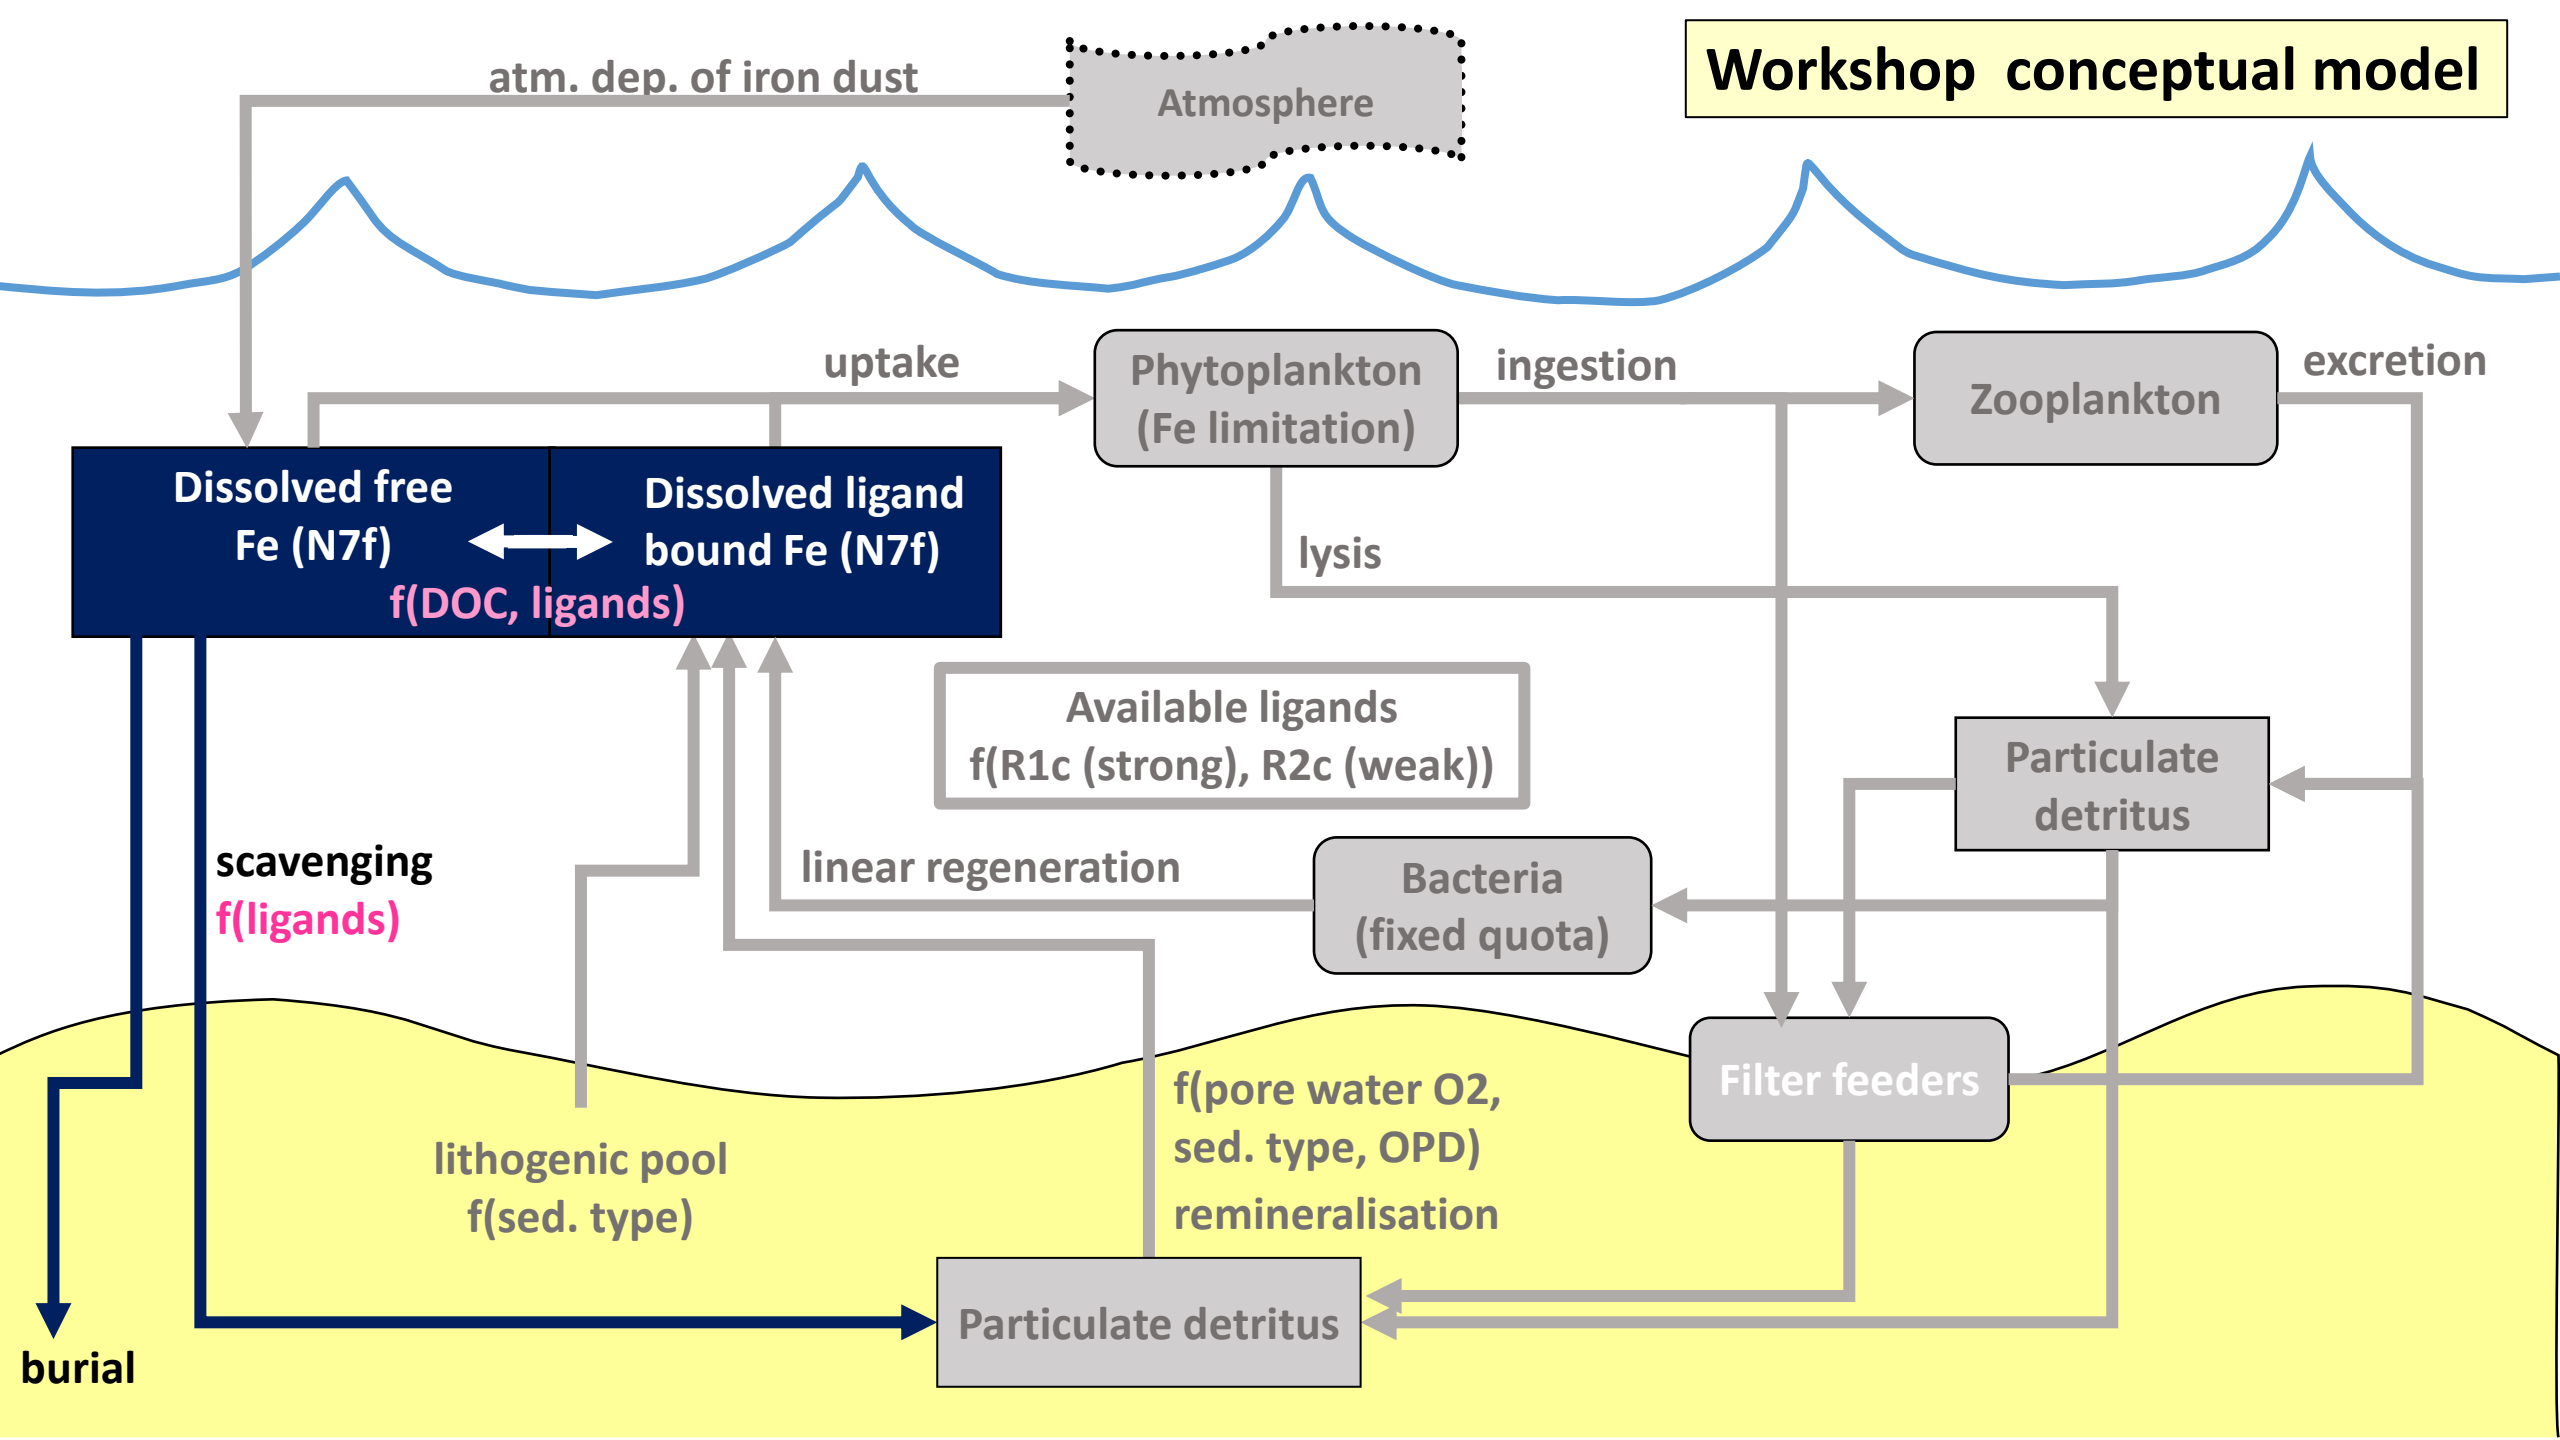 Workshop conceptual model
atm. dep. of iron dust
Atmosphere
uptake
Phytoplankton
(Fe limitation)
ingestion
Zooplankton
excretion
Dissolved free
Fe (N7f)
Dissolved ligand
bound Fe (N7f)
f(DOC, ligands)
lysis
Available ligands
f(R1c (strong), R2c (weak))
Particulate
detritus
scavenging
f(ligands)
linear regeneration
Bacteria
(fixed quota)
Filter feeders
lithogenic pool
f(sed. type)
f(pore water O2,
sed. type, OPD)
remineralisation
Particulate detritus
burial